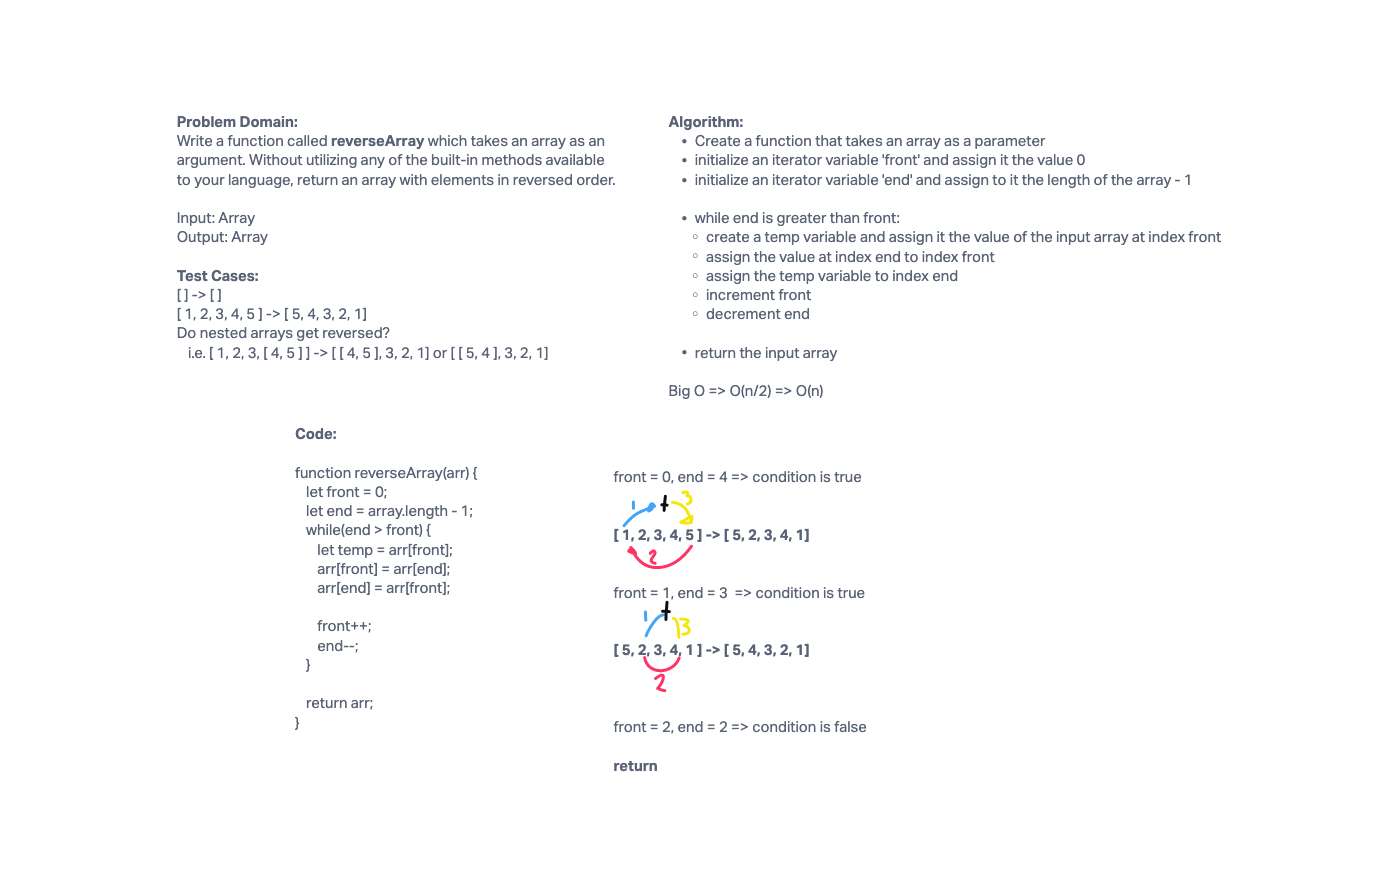 Problem Domain:
Write a function called reverseArray which takes an array as an
argument. Without utilizing any of the built-in methods available
to your language, return an array with elements in reversed order.
Input: Array
Output: Array
Test Cases:
[ ] -> [ ]
[ 1, 2, 3, 4, 5 ] -> [ 5, 4, 3, 2, 1]
Do nested arrays get reversed?
i.e. [ 1, 2, 3, [ 4, 5 ] ] -> [ [ 4, 5 ], 3, 2, 1] or [ [ 5, 4 ], 3, 2, 1]
Algorithm:
• Create a function that takes an array as a parameter
• initialize an iterator variable 'front' and assign it the value 0
• initialize an iterator variable 'end' and assign to it the length of the array - 1
• while end is greater than front:
◦ create a temp variable and assign it the value of the input array at index front
◦ assign the value at index end to index front
◦ assign the temp variable to index end
◦ increment front
◦ decrement end
• return the input array
Big O => O(n/2) => O(n)
Code:
function reverseArray(arr) {
let front = 0;
let end = array.length - 1;
while(end > front) {
let temp = arr[front];
arr[front] = arr[end];
arr[end] = arr[front];
front++;
end--;
}
return arr;
}
front = 0, end = 4 => condition is true
1 t 3
[ 1, 2, 3, 4, 5 ] -> [ 5, 2, 3, 4, 1]
2
front = 1, end = 3 => condition is true
1 t 3
[ 5, 2, 3, 4, 1 ] -> [ 5, 4, 3, 2, 1]
2
front = 2, end = 2 => condition is false
return